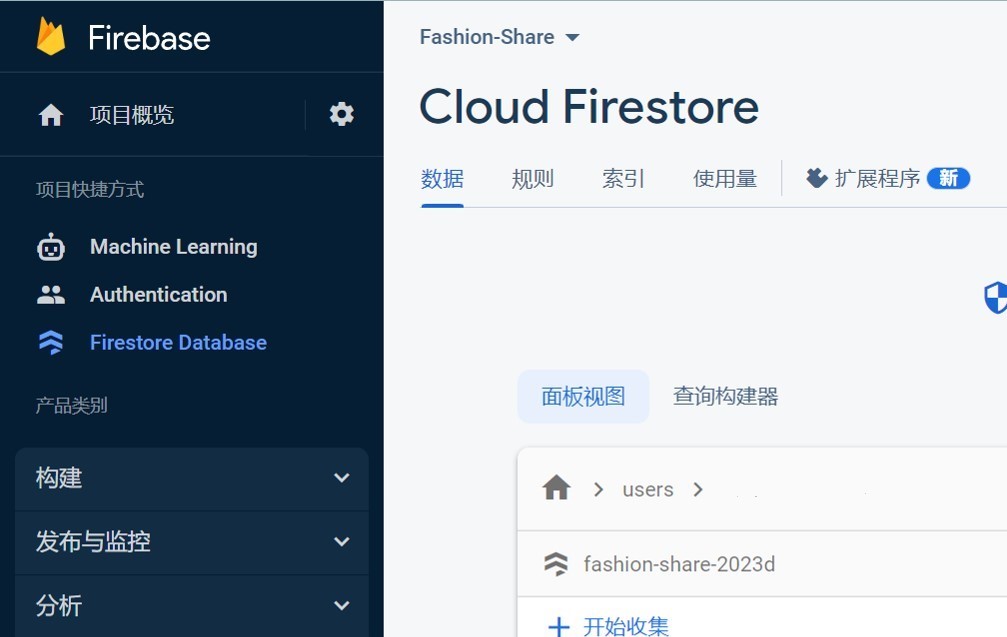 Firebase
项目概览
项目快捷方式
Machine Learning
Authentication
Firestore Database
产品类别
构建
发布与监控
分析
Fashion-Share
Cloud Firestore
数据 规则 索引 使用量 扩展程序 新
面板视图 查询构建器
users
fashion-share-2023d
开始收集